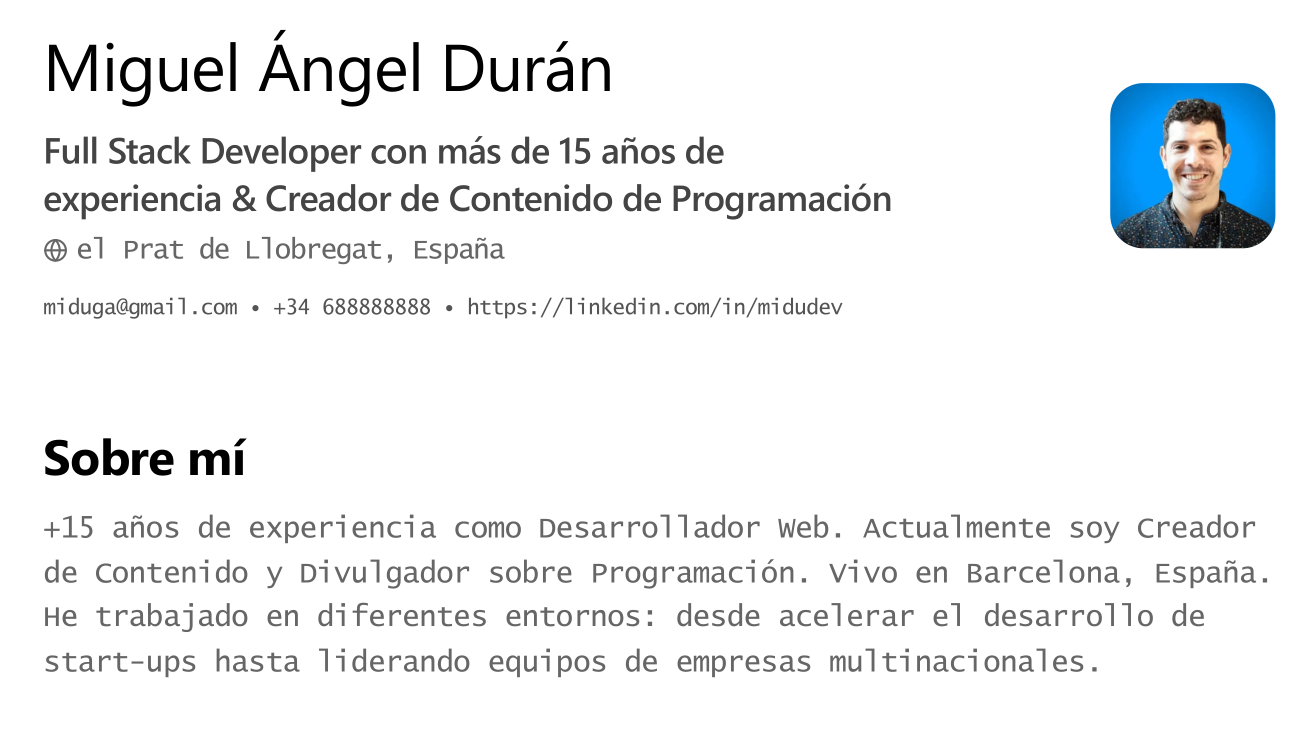 Miguel Ángel Durán
Full Stack Developer con más de 15 años de
experiencia & Creador de Contenido de Programación
el Prat de Llobregat, España
miduga@gmail.com • +34 688888888 • https://linkedin.com/in/midudev
Sobre mí
+15 años de experiencia como Desarrollador Web. Actualmente soy Creador
de Contenido y Divulgador sobre Programación. Vivo en Barcelona, España.
He trabajado en diferentes entornos: desde acelerar el desarrollo de
start-ups hasta liderando equipos de empresas multinacionales.